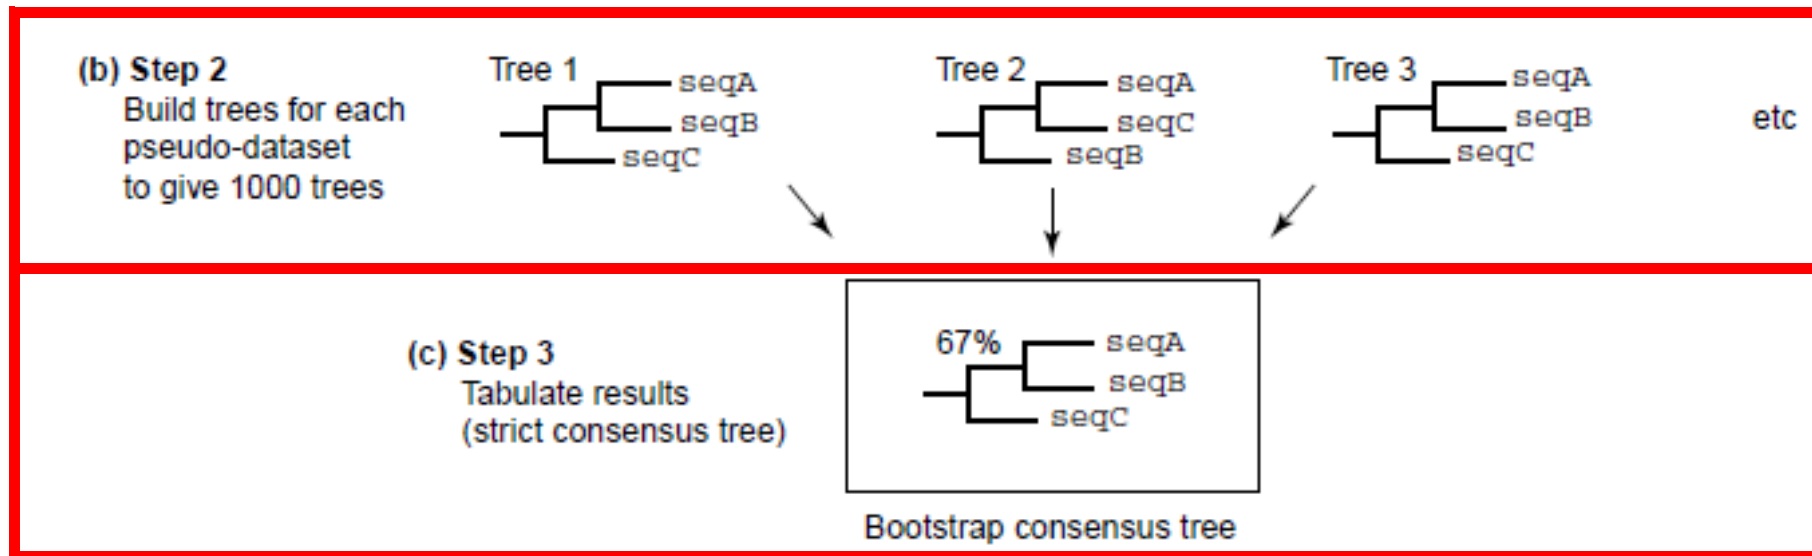 (b) Step 2
Build trees for each
pseudo-dataset
to give 1000 trees
Tree 1
seqA
seqB
seqC
Tree 2
seqA
seqC
seqB
Tree 3
seqA
seqB
seqC
etc
(c) Step 3
Tabulate results
(strict consensus tree)
67%
seqA
seqB
seqC
Bootstrap consensus tree